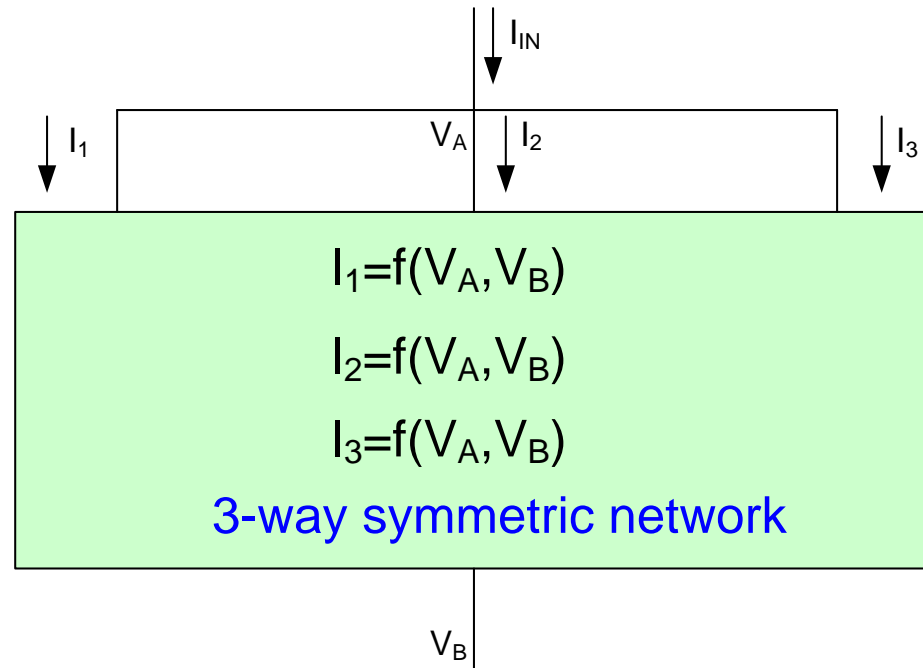 I_IN
I_1
V_A
I_2
I_3
I_1=f(V_A,V_B)
I_2=f(V_A,V_B)
I_3=f(V_A,V_B)
3-way symmetric network
V_B